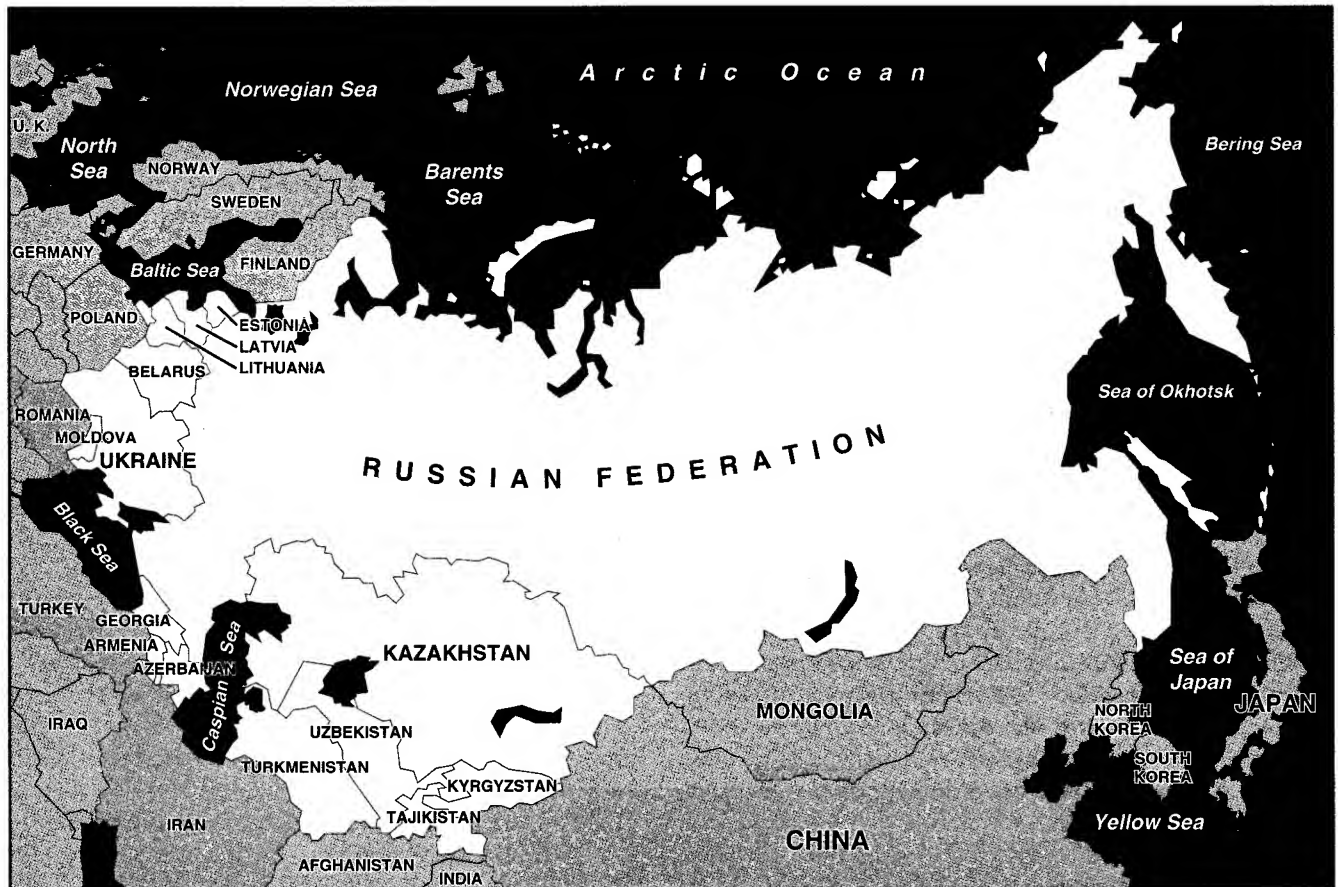 Arctic Ocean
Norwegian Sea
U. K.
North
Sea
Bering Sea
Barents
Sea
NORWAY
SWEDEN
GERMANY
Baltic Sea
FINLAND
POLAND
ESTONIA
LATVIA
LITHUANIA
BELARUS
Sea of Okhotsk
ROMANIA
MOLDOVA
UKRAINE
RUSSIAN FEDERATION
Black Sea
TURKEY
GEORGIA
ARMENIA
AZERBAIJAN
Caspian Sea
KAZAKHSTAN
Sea of
Japan
JAPAN
IRAQ
MONGOLIA
NORTH
KOREA
UZBEKISTAN
TURKMENISTAN
SOUTH
KOREA
KYRGYZSTAN
TAJIKISTAN
IRAN
Yellow Sea
CHINA
AFGHANISTAN
INDIA